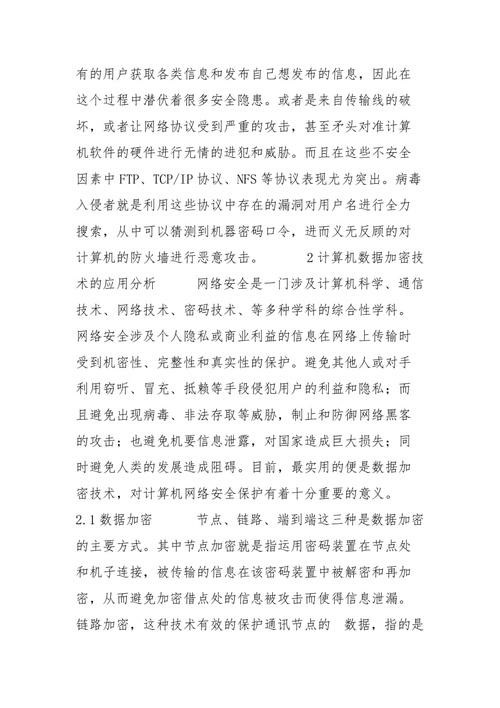 有的用户获取各类信息和发布自己想发布的信息，因此在
这个过程中潜伏着很多安全隐患。或者是来自传输线的破
坏，或者让网络协议受到严重的攻击，甚至矛头对准计算
机软件的硬件进行无情的进犯和威胁。而且在这些不安全
因素中 FTP、TCP/IP 协议、NFS 等协议表现尤为突出。病毒
入侵者就是利用这些协议中存在的漏洞对用户名进行全力
搜索，从中可以猜测到机器密码口令，进而义无反顾的对
计算机的防火墙进行恶意攻击。 2 计算机数据加密技
术的应用分析 网络安全是一门涉及计算机科学、通信
技术、网络技术、密码技术、等多种学科的综合性学科。
网络安全涉及个人隐私或商业利益的信息在网络上传输时
受到机密性、完整性和真实性的保护。避免其他人或对手
利用窃听、冒充、抵赖等手段侵犯用户的利益和隐私；而
且避免出现病毒、非法存取等威胁，制止和防御网络黑客
的攻击；也避免机要信息泄露，对国家造成巨大损失；同
时避免人类的发展造成阻碍。目前，最实用的便是数据加
密技术，对计算机网络安全保护有着十分重要的意义。
2.1 数据加密 节点、链路、端到端这三种是数据加密
的主要方式。其中节点加密就是指运用密码装置在节点处
和机子连接，被传输的信息在该密码装置中被解密和再加
密，从而避免加密借点处的信息被攻击而使得信息泄漏。
链路加密，这种技术有效的保护通讯节点的 数据，指的是